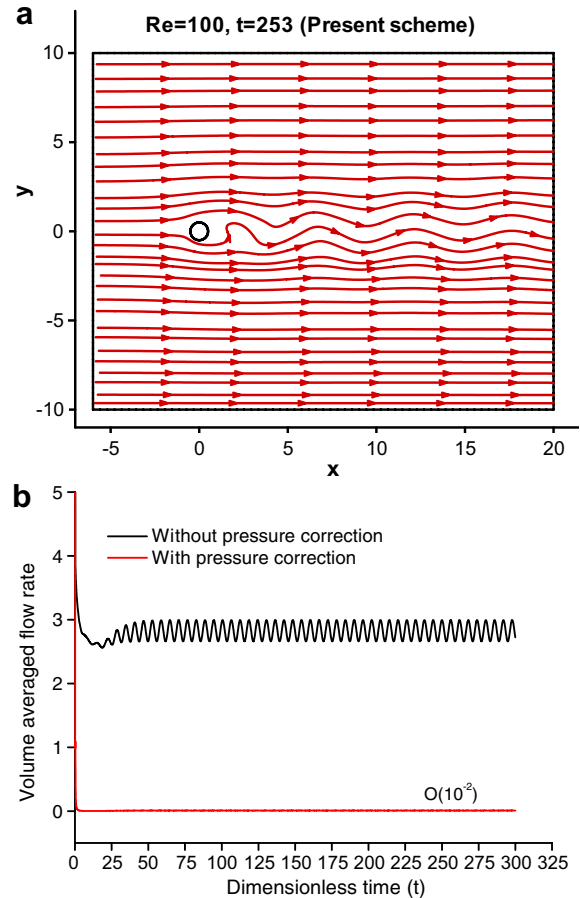 a
Re=100, t=253 (Present scheme)
10
5
0
-5
-10
y
-5 0 5 10 15 20
x
b
5
4
3
2
1
0
Volume averaged flow rate
Without pressure correction
With pressure correction
O(10⁻²)
0 25 50 75 100 125 150 175 200 225 250 275 300 325
Dimensionless time (t)